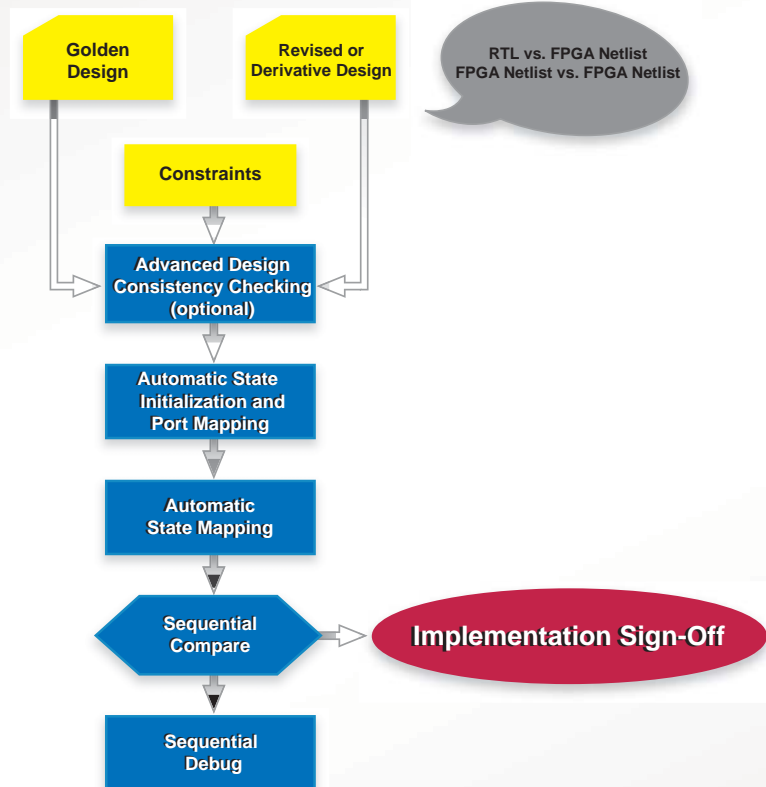 Golden
Design
Revised or
Derivative Design
RTL vs. FPGA Netlist
FPGA Netlist vs. FPGA Netlist
Constraints
Advanced Design
Consistency Checking
(optional)
Automatic State
Initialization and
Port Mapping
Automatic
State Mapping
Sequential
Compare
Implementation Sign-Off
Sequential
Debug